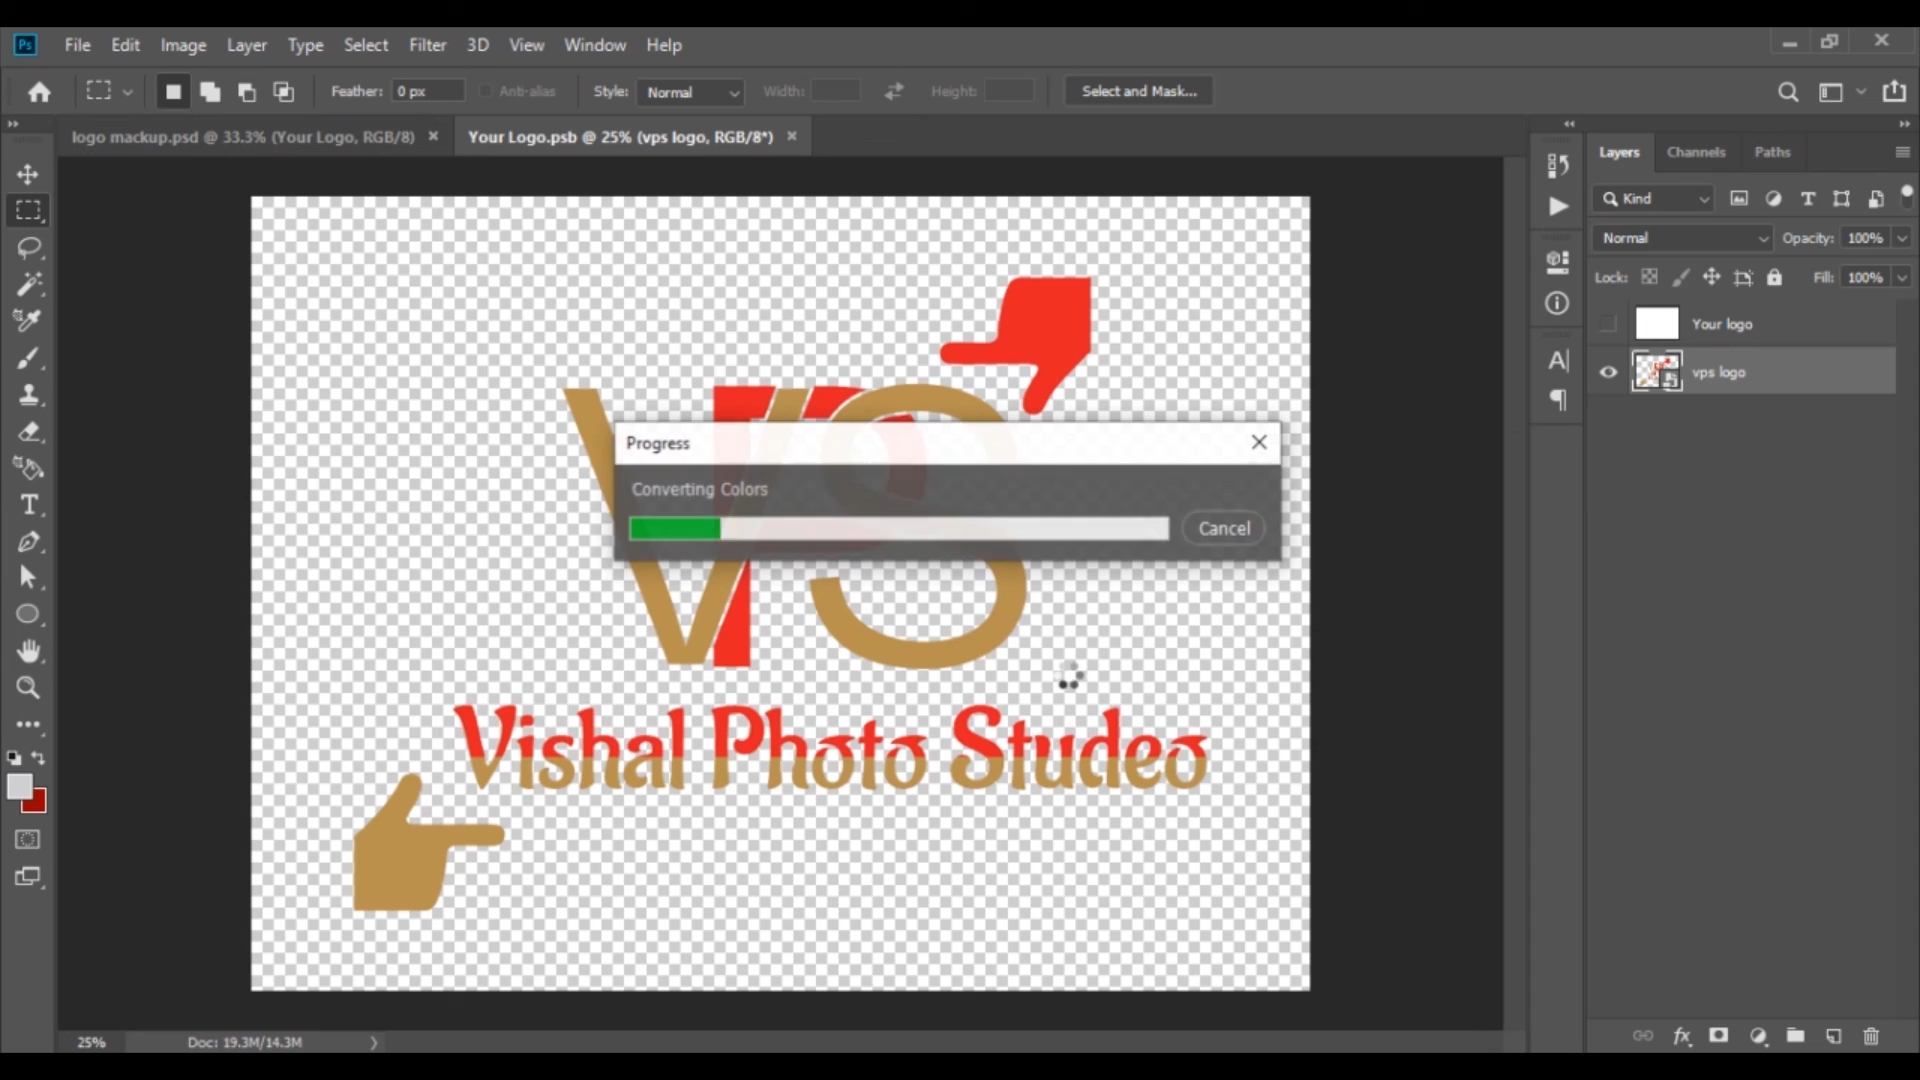 Ps File Edit Image Layer Type Select Filter 3D View Window Help
Feather: 0 px Anti-alias Style: Normal Width: Height: Select and Mask...
logo mackup.psd @ 33.3% (Your Logo, RGB/8) × Your Logo.psb @ 25% (vps logo, RGB/8*) ×
Layers Channels Paths
Kind
Normal Opacity: 100%
Lock: Fill: 100%
Your logo
vps logo
VPS
Progress
Converting Colors
Cancel
Vishal Photo Studeo
25% Doc: 19.3M/14.3M